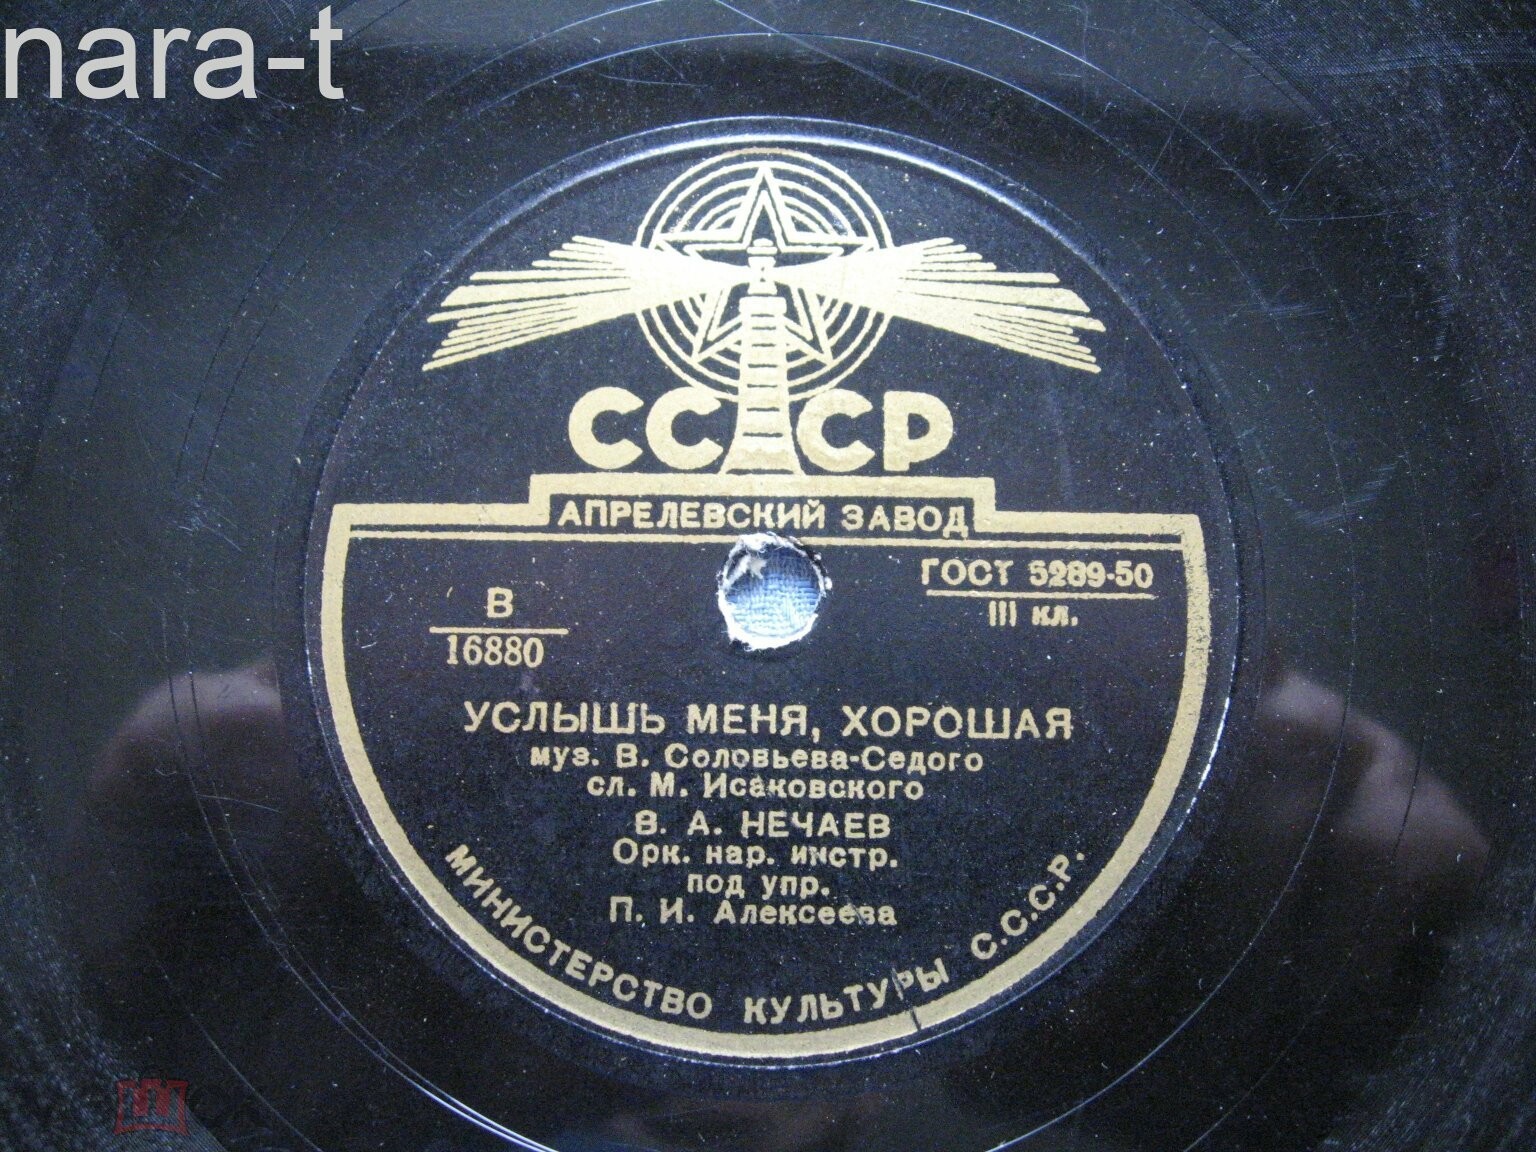 nara-t
СССР
АПРЕЛЕВСКИЙ ЗАВОД
ГОСТ 5289-50
III кл.
В
16880
УСЛЫШЬ МЕНЯ, ХОРОШАЯ
муз. В. Соловьева-Седого
сл. М. Исаковского
В. А. НЕЧАЕВ
Орк. нар. инстр.
под упр.
П. И. Алексеева
МИНИСТЕРСТВО КУЛЬТУРЫ С.С.С.Р.